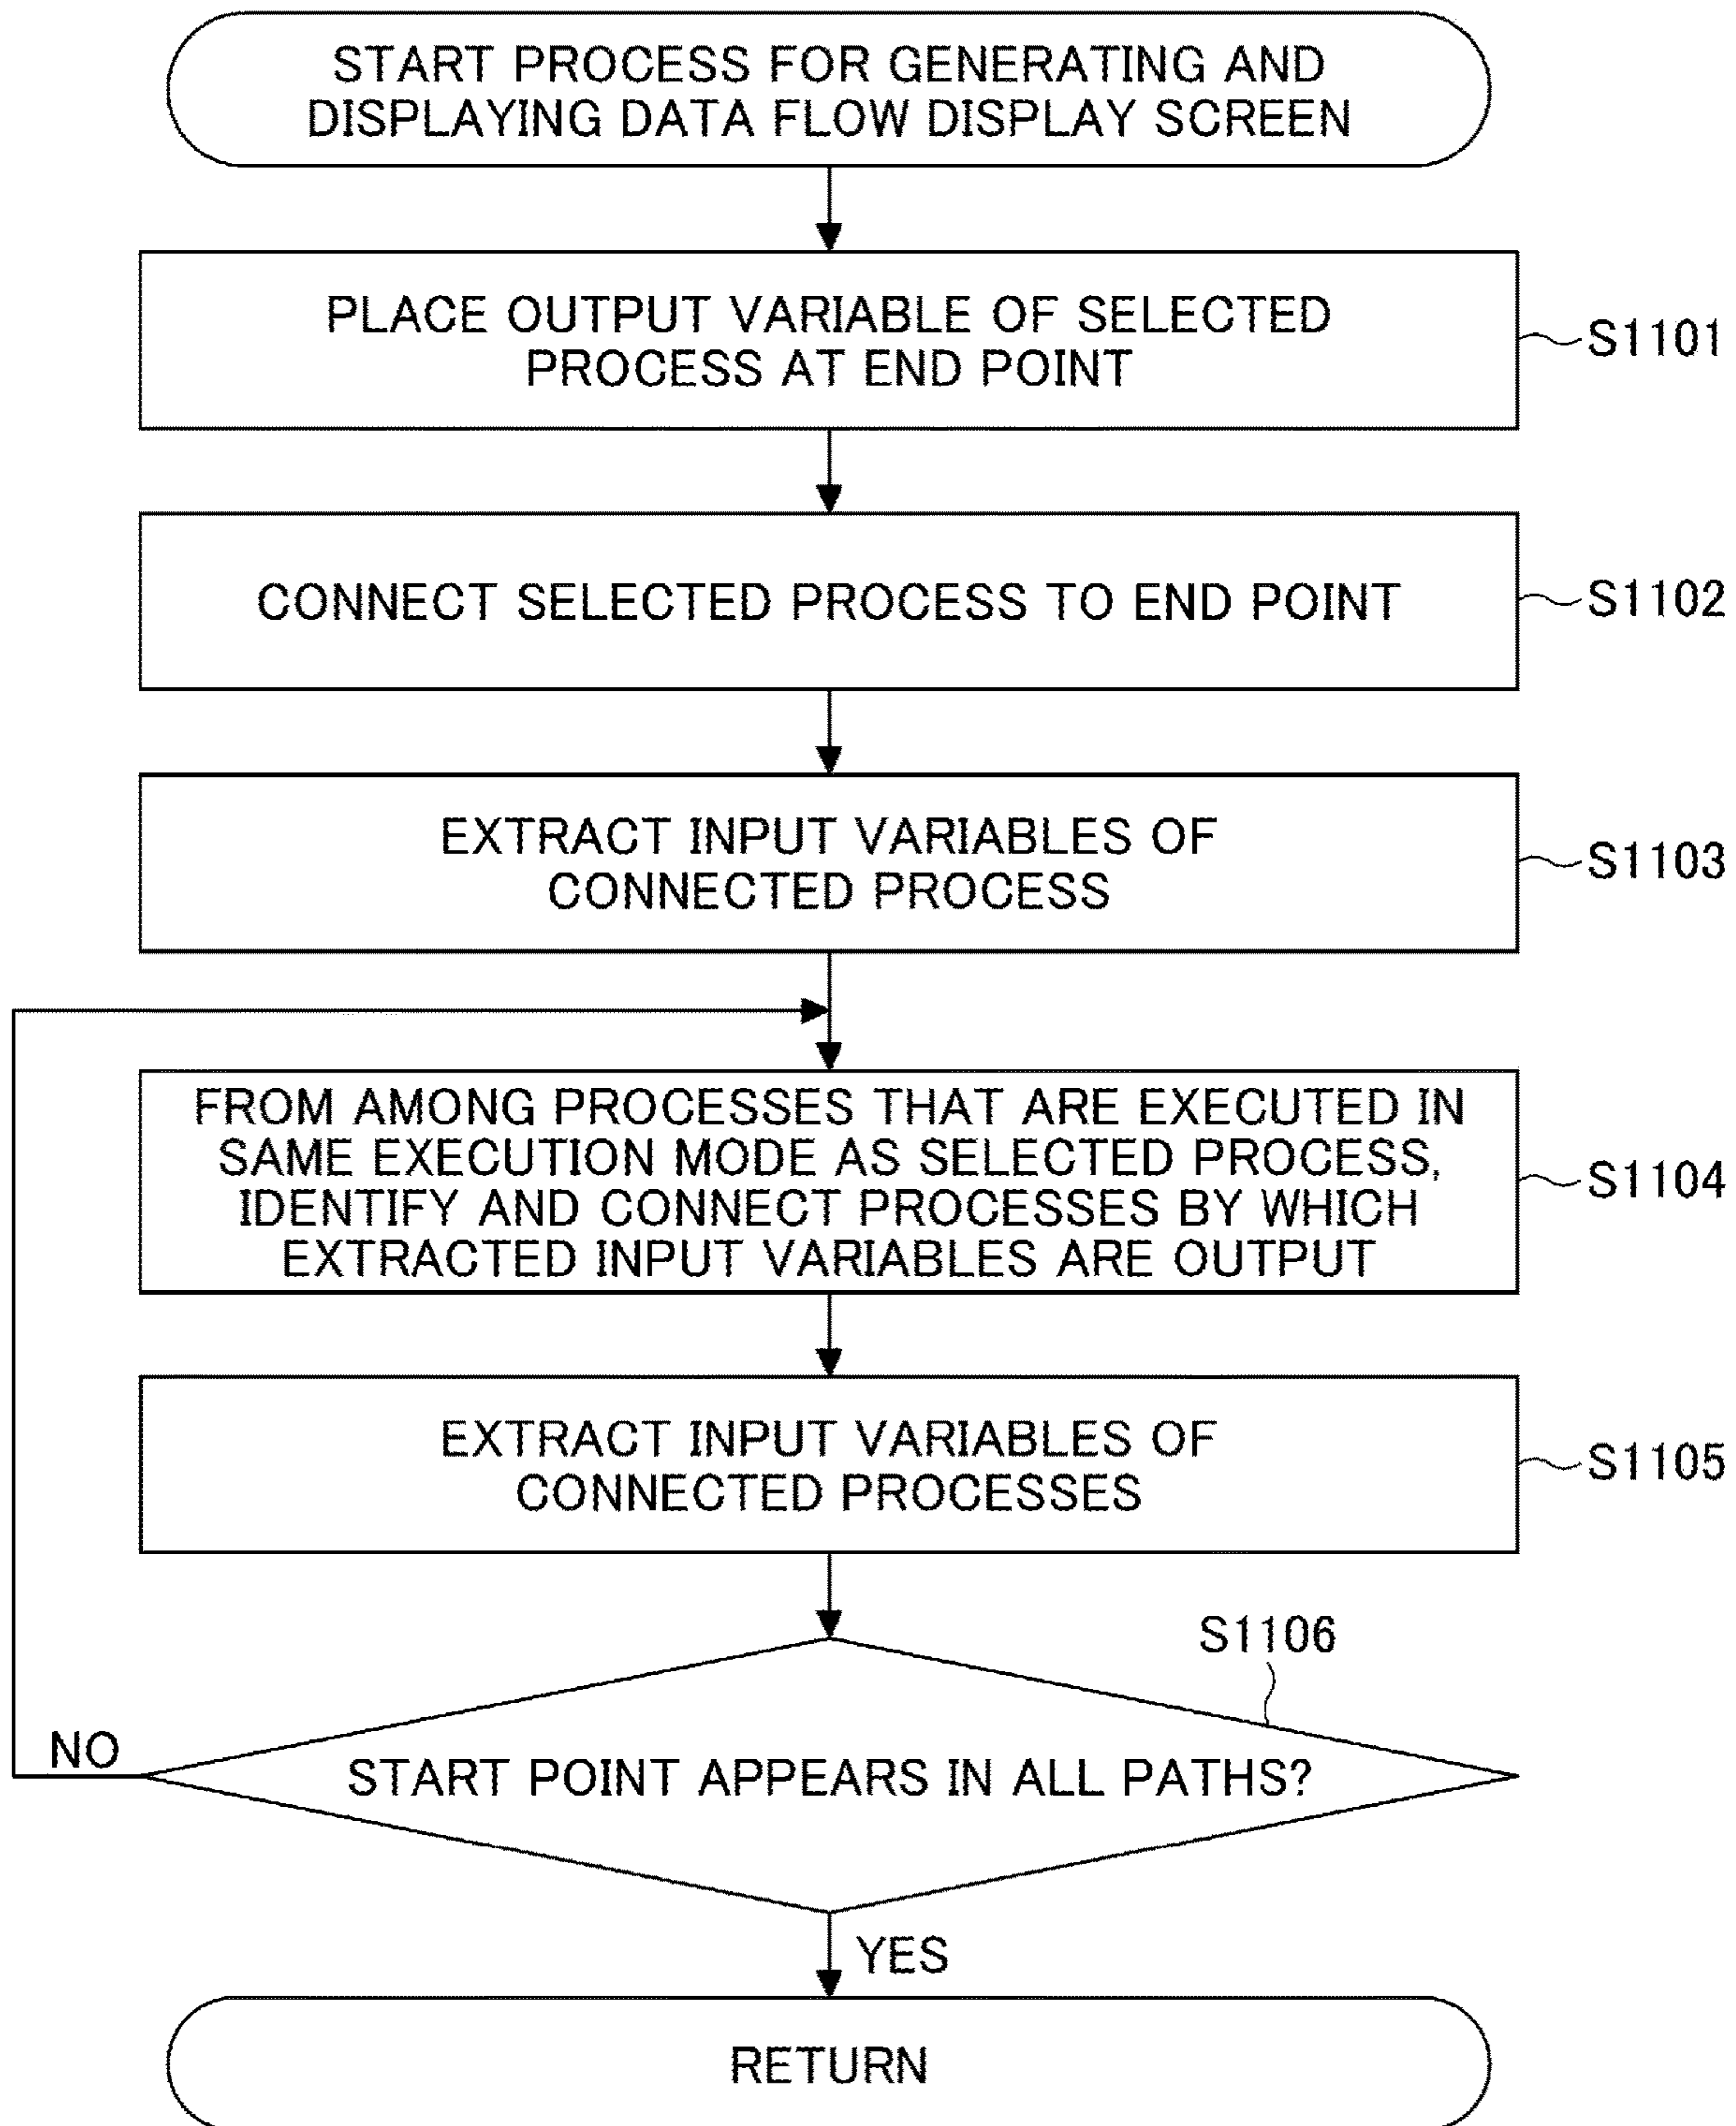 START PROCESS FOR GENERATING AND
DISPLAYING DATA FLOW DISPLAY SCREEN
PLACE OUTPUT VARIABLE OF SELECTED
PROCESS AT END POINT
S1101
CONNECT SELECTED PROCESS TO END POINT
S1102
EXTRACT INPUT VARIABLES OF
CONNECTED PROCESS
S1103
FROM AMONG PROCESSES THAT ARE EXECUTED IN
SAME EXECUTION MODE AS SELECTED PROCESS,
IDENTIFY AND CONNECT PROCESSES BY WHICH
EXTRACTED INPUT VARIABLES ARE OUTPUT
S1104
EXTRACT INPUT VARIABLES OF
CONNECTED PROCESSES
S1105
S1106
NO
START POINT APPEARS IN ALL PATHS?
YES
RETURN